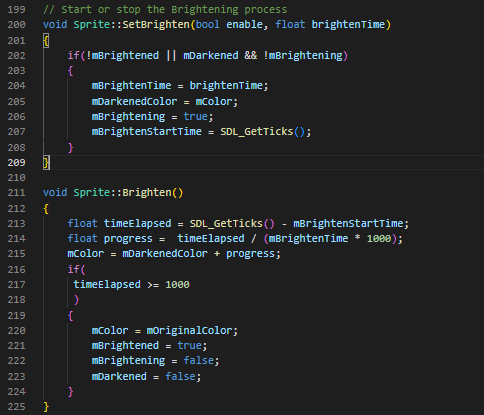 199 // Start or stop the Brightening process
200 void Sprite::SetBrighten(bool enable, float brightenTime)
201 {
202 if(!mBrightened || mDarkened && !mBrightening)
203 {
204 mBrightenTime = brightenTime;
205 mDarkenedColor = mColor;
206 mBrightening = true;
207 mBrightenStartTime = SDL_GetTicks();
208 }
209 }
210
211 void Sprite::Brighten()
212 {
213 float timeElapsed = SDL_GetTicks() - mBrightenStartTime;
214 float progress =  timeElapsed / (mBrightenTime * 1000);
215 mColor = mDarkenedColor + progress;
216 if(
217 timeElapsed >= 1000
218 )
219 {
220 mColor = mOriginalColor;
221 mBrightened = true;
222 mBrightening = false;
223 mDarkened = false;
224 }
225 }